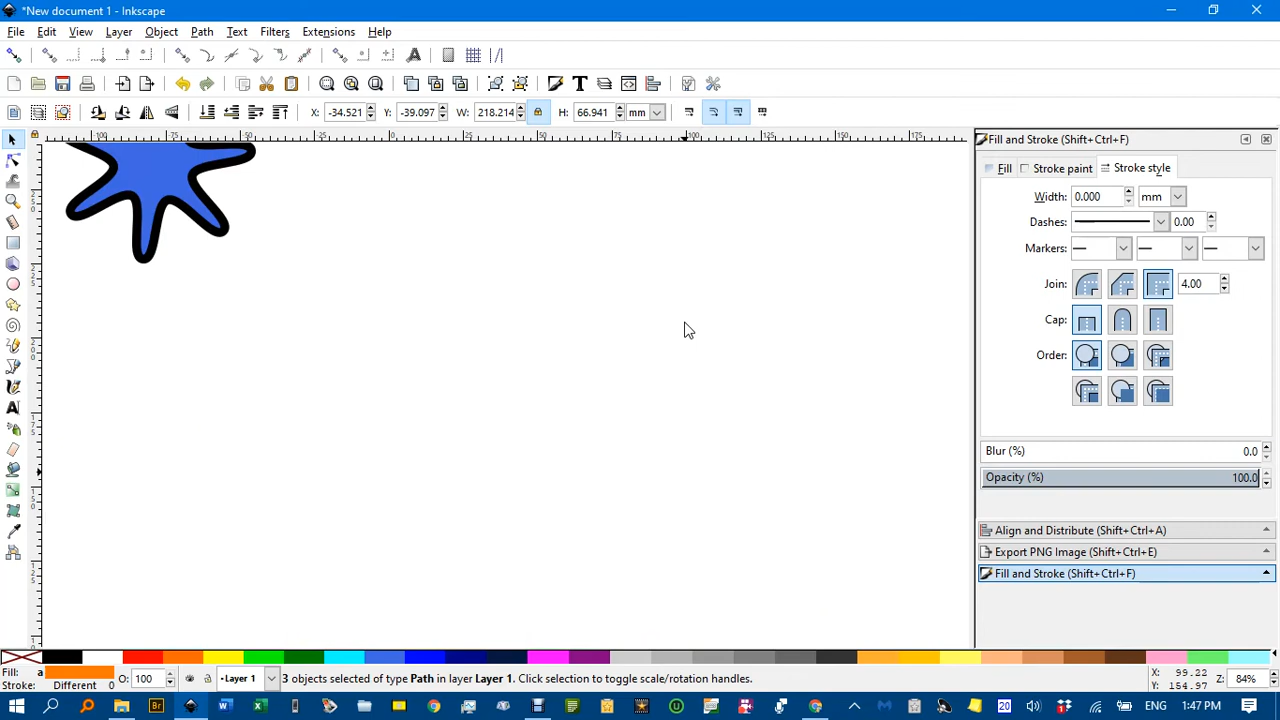 *New document 1 - Inkscape
File Edit View Layer Object Path Text Filters Extensions Help
X: -34.521 Y: -39.097 W: 218.214 H: 66.941 mm
Fill and Stroke (Shift+Ctrl+F)
Fill Stroke paint Stroke style
Width: 0.000 mm
Dashes: 0.00
Markers:
Join: 4.00
Cap:
Order:
Blur (%) 0.0
Opacity (%) 100.0
Align and Distribute (Shift+Ctrl+A)
Export PNG Image (Shift+Ctrl+E)
Fill and Stroke (Shift+Ctrl+F)
Fill: a
Stroke: Different 0
O: 100
Layer 1
3 objects selected of type Path in layer Layer 1. Click selection to toggle scale/rotation handles.
X: 99.22
Y: 154.97
Z: 84%
20 ENG 1:47 PM